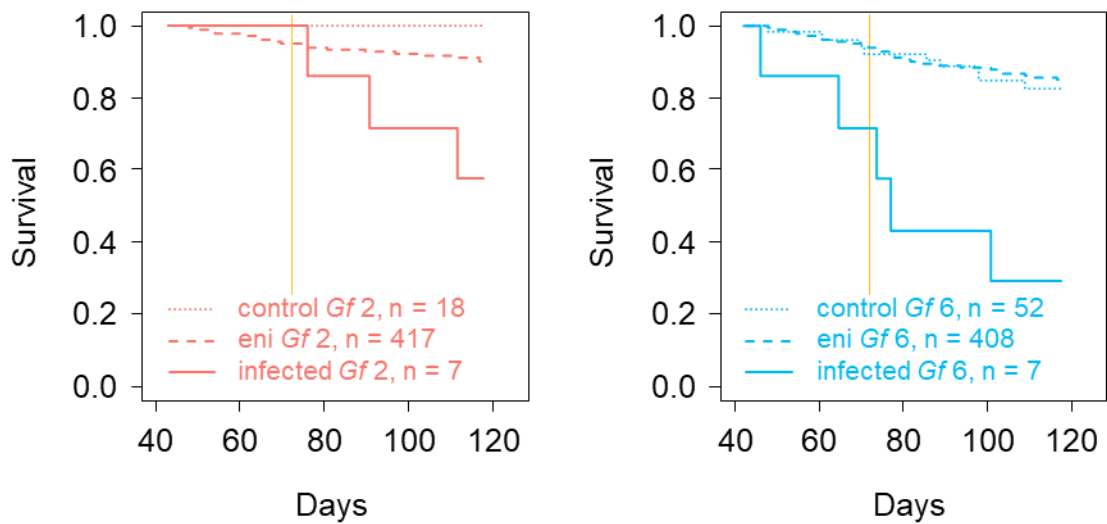 Survival
1.0
0.8
0.6
0.4
0.2
0.0
control Gf 2, n = 18
eni Gf 2, n = 417
infected Gf 2, n = 7
40 60 80 100 120
Days
Survival
1.0
0.8
0.6
0.4
0.2
0.0
control Gf 6, n = 52
eni Gf 6, n = 408
infected Gf 6, n = 7
40 60 80 100 120
Days